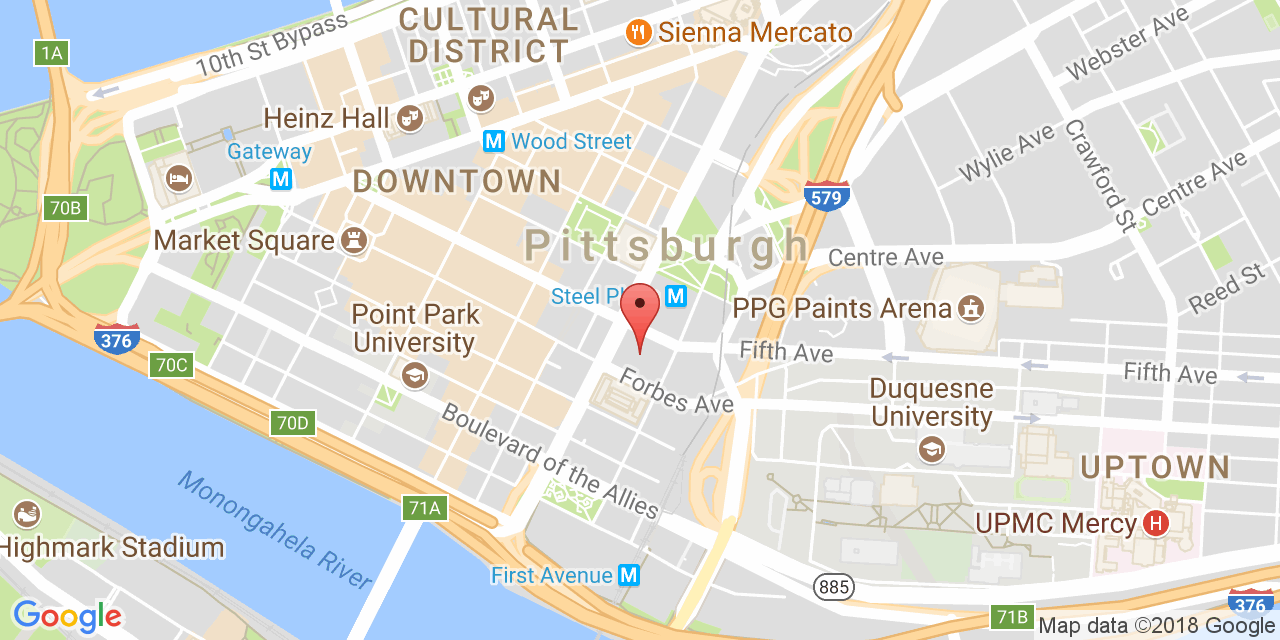 CULTURAL
DISTRICT
Sienna Mercato
Webster Ave
1A
10th St Bypass
Heinz Hall
Wylie Ave
Crawford St
Centre Ave
M Wood Street
Gateway
M
DOWNTOWN
579
70B
Market Square
Pittsburgh
Centre Ave
Reed St
Steel Pl
M
PPG Paints Arena
Point Park
University
376
70C
Fifth Ave
Fifth Ave
Forbes Ave
Duquesne
University
70D
Boulevard of the Allies
UPTOWN
Monongahela River
71A
UPMC Mercy H
Highmark Stadium
First Avenue M
885
376
71B
Google
Map data ©2018 Google